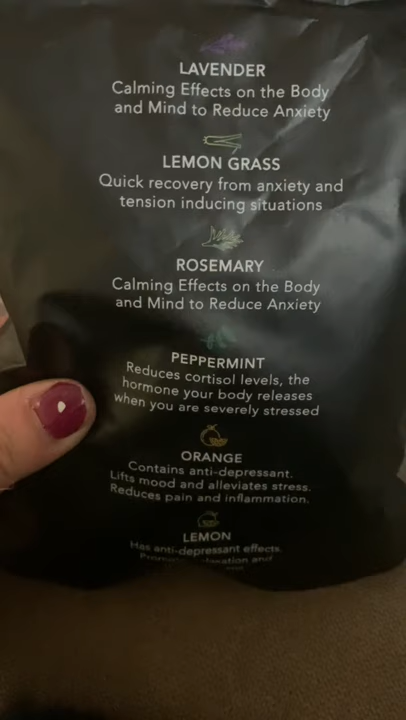 LAVENDER
Calming Effects on the Body
and Mind to Reduce Anxiety
LEMON GRASS
Quick recovery from anxiety and
tension inducing situations
ROSEMARY
Calming Effects on the Body
and Mind to Reduce Anxiety
PEPPERMINT
Reduces cortisol levels, the
hormone your body releases
when you are severely stressed
ORANGE
Contains anti-depressant.
Lifts mood and alleviates stress.
Reduces pain and inflammation.
LEMON
Has anti-depressant effects.
and